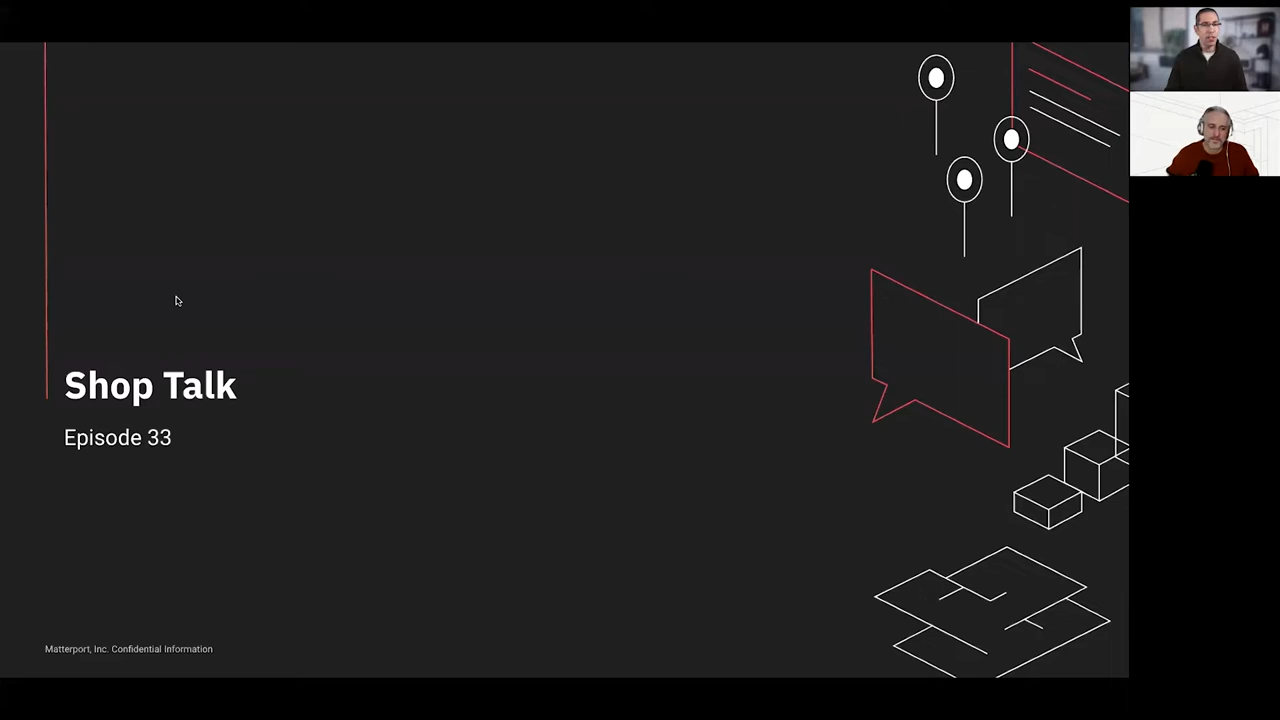 Shop Talk
Episode 33
Matterport, Inc. Confidential Information